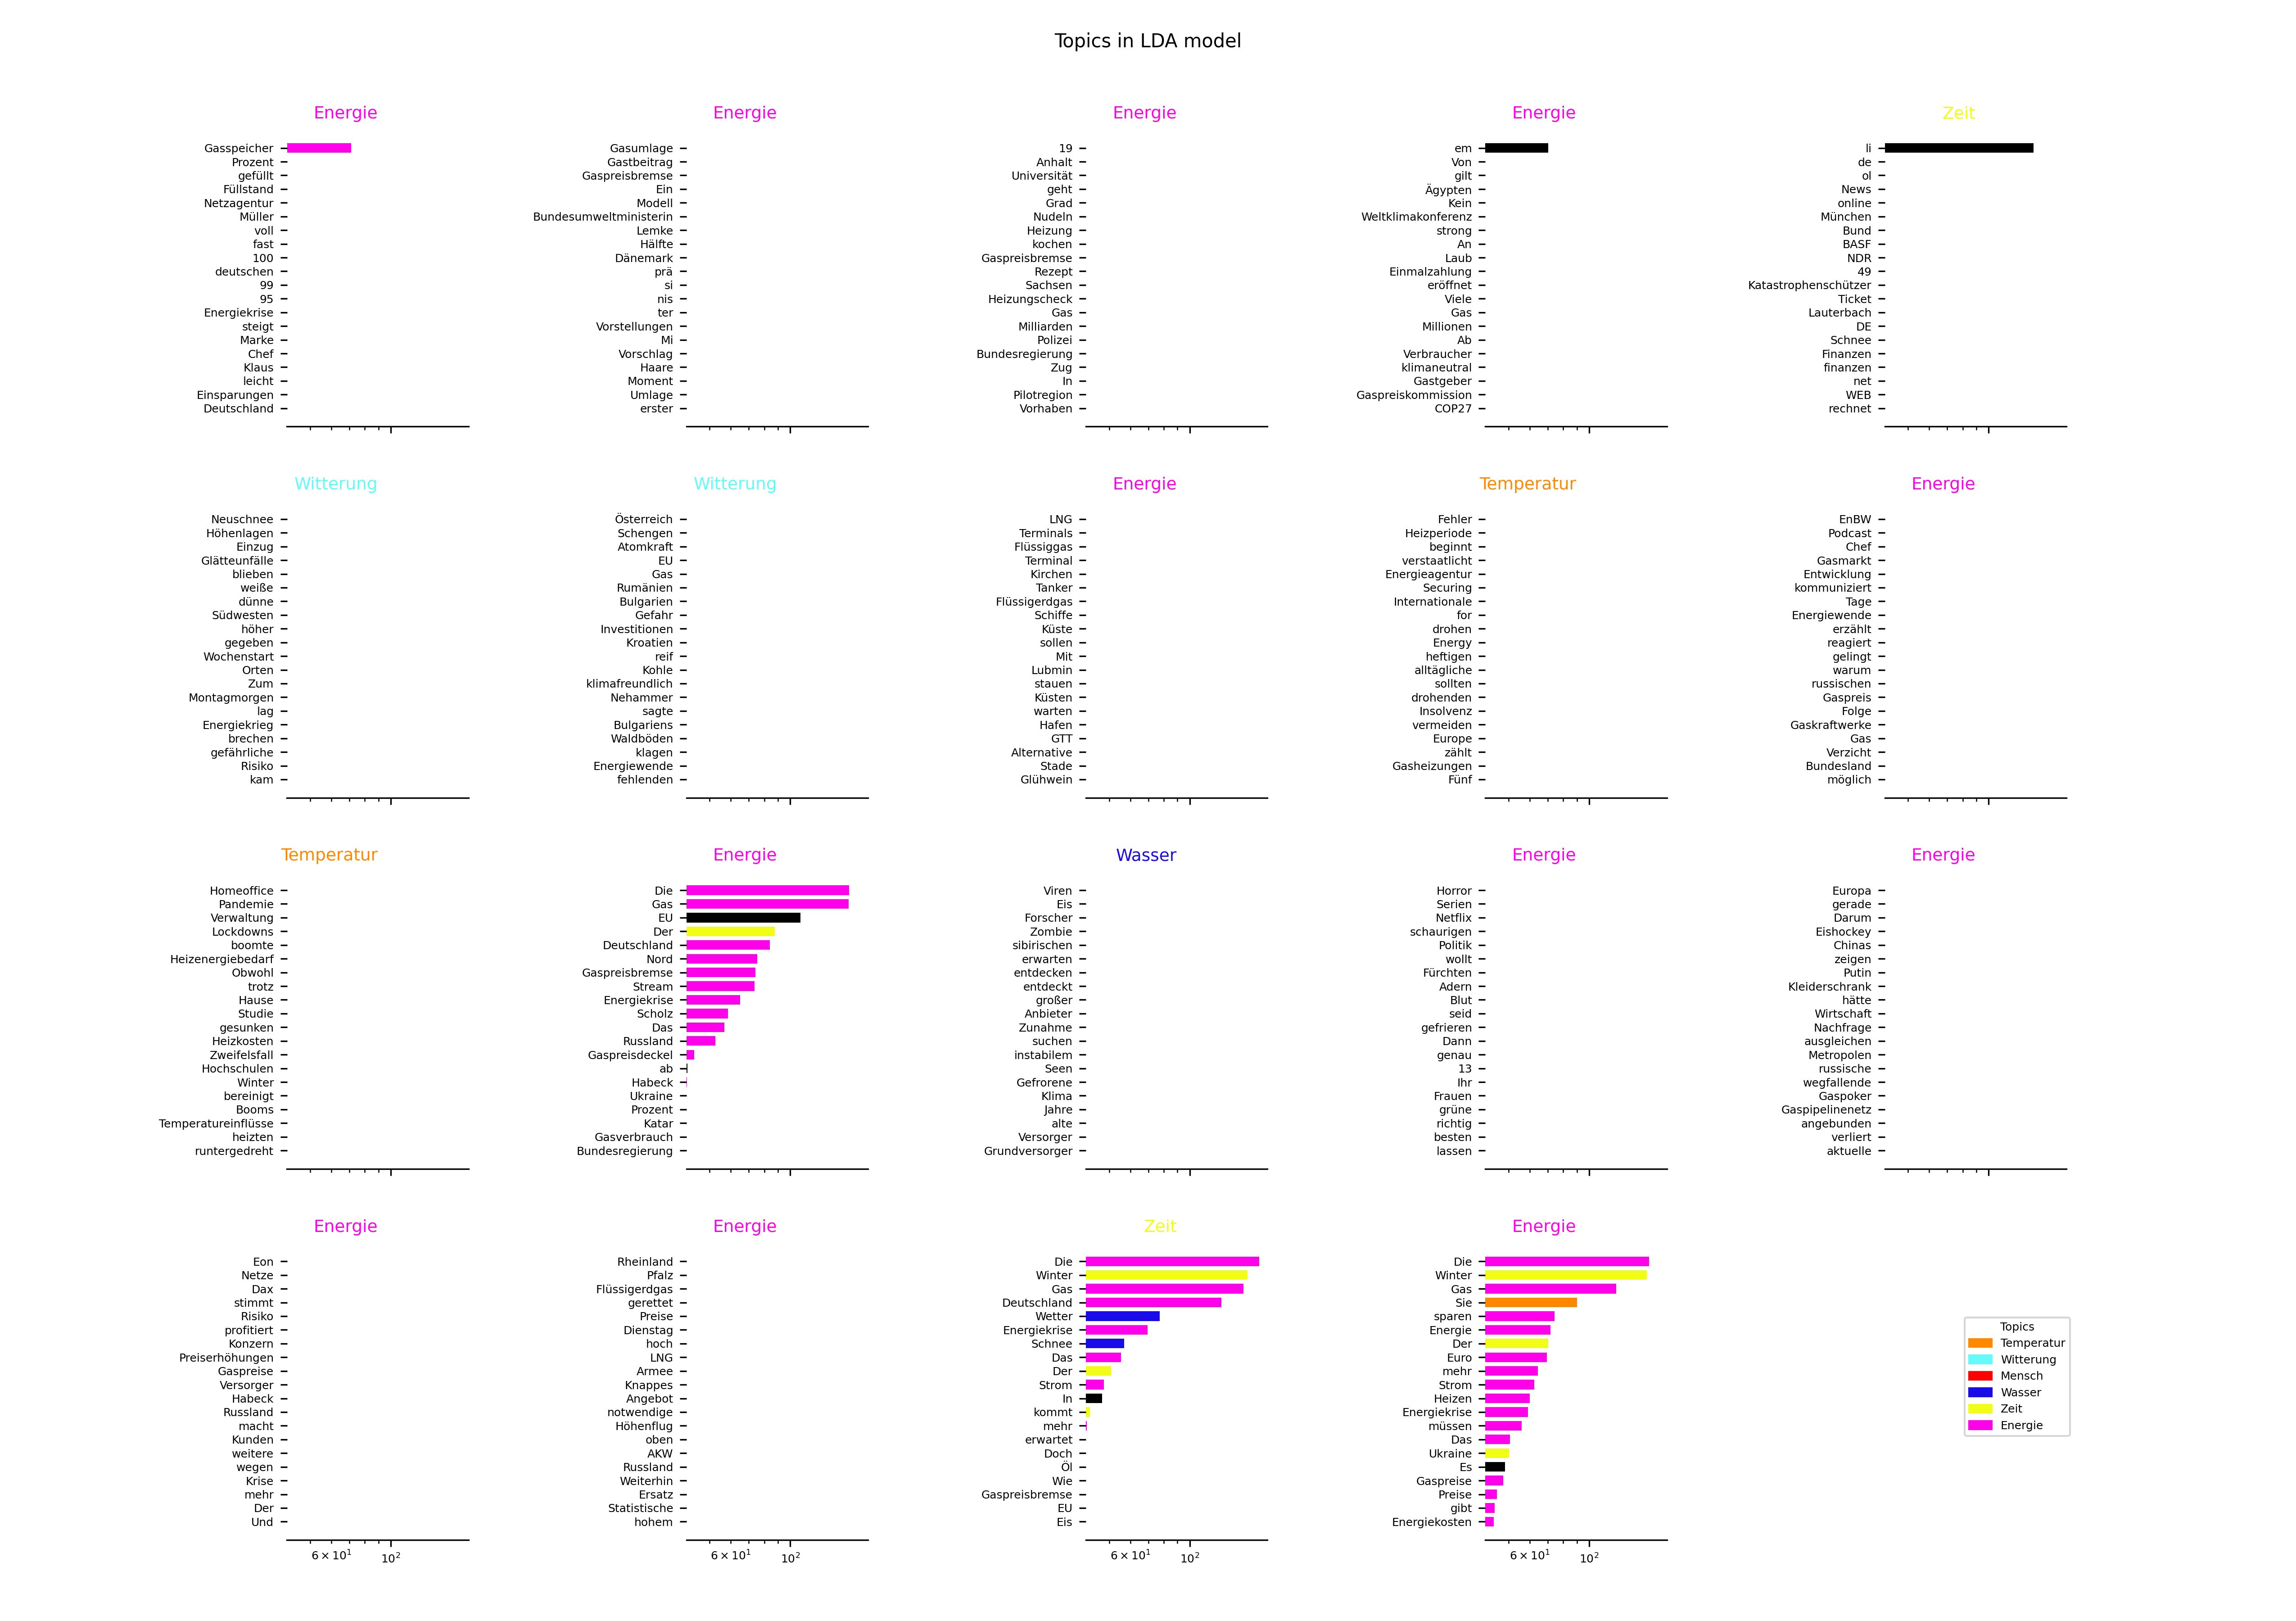 Topics in LDA model
Energie
Gasspeicher
Prozent
gefüllt
Füllstand
Netzagentur
Müller
voll
fast
100
deutschen
99
95
Energiekrise
steigt
Marke
Chef
Klaus
leicht
Einsparungen
Deutschland
Energie
Gasumlage
Gastbeitrag
Gaspreisbremse
Ein
Modell
Bundesumweltministerin
Lemke
Hälfte
Dänemark
prä
si
nis
ter
Vorstellungen
Mi
Vorschlag
Haare
Moment
Umlage
erster
Energie
19
Anhalt
Universität
geht
Grad
Nudeln
Heizung
kochen
Gaspreisbremse
Rezept
Sachsen
Heizungscheck
Gas
Milliarden
Polizei
Bundesregierung
Zug
In
Pilotregion
Vorhaben
Energie
em
Von
gilt
Ägypten
Kein
Weltklimakonferenz
strong
An
Laub
Einmalzahlung
eröffnet
Viele
Gas
Millionen
Ab
Verbraucher
klimaneutral
Gastgeber
Gaspreiskommission
COP27
Zeit
li
de
ol
News
online
München
Bund
BASF
NDR
49
Katastrophenschützer
Ticket
Lauterbach
DE
Schnee
Finanzen
finanzen
net
WEB
rechnet
Witterung
Neuschnee
Höhenlagen
Einzug
Glätteunfälle
blieben
weiße
dünne
Südwesten
höher
gegeben
Wochenstart
Orten
Zum
Montagmorgen
lag
Energiekrieg
brechen
gefährliche
Risiko
kam
Witterung
Österreich
Schengen
Atomkraft
EU
Gas
Rumänien
Bulgarien
Gefahr
Investitionen
Kroatien
reif
Kohle
klimafreundlich
Nehammer
sagte
Bulgariens
Waldböden
klagen
Energiewende
fehlenden
Energie
LNG
Terminals
Flüssiggas
Terminal
Kirchen
Tanker
Flüssigerdgas
Schiffe
Küste
sollen
Mit
Lubmin
stauen
Küsten
warten
Hafen
GTT
Alternative
Stade
Glühwein
Temperatur
Fehler
Heizperiode
beginnt
verstaatlicht
Energieagentur
Securing
Internationale
for
drohen
Energy
heftigen
alltägliche
sollten
drohenden
Insolvenz
vermeiden
Europe
zählt
Gasheizungen
Fünf
Energie
EnBW
Podcast
Chef
Gasmarkt
Entwicklung
kommuniziert
Tage
Energiewende
erzählt
reagiert
gelingt
warum
russischen
Gaspreis
Folge
Gaskraftwerke
Gas
Verzicht
Bundesland
möglich
Temperatur
Homeoffice
Pandemie
Verwaltung
Lockdowns
boomte
Heizenergiebedarf
Obwohl
trotz
Hause
Studie
gesunken
Heizkosten
Zweifelsfall
Hochschulen
Winter
bereinigt
Booms
Temperatureinflüsse
heizten
runtergedreht
Energie
Die
Gas
EU
Der
Deutschland
Nord
Gaspreisbremse
Stream
Energiekrise
Scholz
Das
Russland
Gaspreisdeckel
ab
Habeck
Ukraine
Prozent
Katar
Gasverbrauch
Bundesregierung
Wasser
Viren
Eis
Forscher
Zombie
sibirischen
erwarten
entdecken
entdeckt
großer
Anbieter
Zunahme
suchen
instabilem
Seen
Gefrorene
Klima
Jahre
alte
Versorger
Grundversorger
Energie
Horror
Serien
Netflix
schaurigen
Politik
wollt
Fürchten
Adern
Blut
seid
gefrieren
Dann
genau
13
Ihr
Frauen
grüne
richtig
besten
lassen
Energie
Europa
gerade
Darum
Eishockey
Chinas
zeigen
Putin
Kleiderschrank
hätte
Wirtschaft
Nachfrage
ausgleichen
Metropolen
russische
wegfallende
Gaspoker
Gaspipelinenetz
angebunden
verliert
aktuelle
Energie
Eon
Netze
Dax
stimmt
Risiko
profitiert
Konzern
Preiserhöhungen
Gaspreise
Versorger
Habeck
Russland
macht
Kunden
weitere
wegen
Krise
mehr
Der
Und
6 × 10¹ 10²
Energie
Rheinland
Pfalz
Flüssigerdgas
gerettet
Preise
Dienstag
hoch
LNG
Armee
Knappes
Angebot
notwendige
Höhenflug
oben
AKW
Russland
Weiterhin
Ersatz
Statistische
hohem
6 × 10¹ 10²
Zeit
Die
Winter
Gas
Deutschland
Wetter
Energiekrise
Schnee
Das
Der
Strom
In
kommt
mehr
erwartet
Doch
Öl
Wie
Gaspreisbremse
EU
Eis
6 × 10¹ 10²
Energie
Die
Winter
Gas
Sie
sparen
Energie
Der
Euro
mehr
Strom
Heizen
Energiekrise
müssen
Das
Ukraine
Es
Gaspreise
Preise
gibt
Energiekosten
6 × 10¹ 10²
Topics
Temperatur
Witterung
Mensch
Wasser
Zeit
Energie